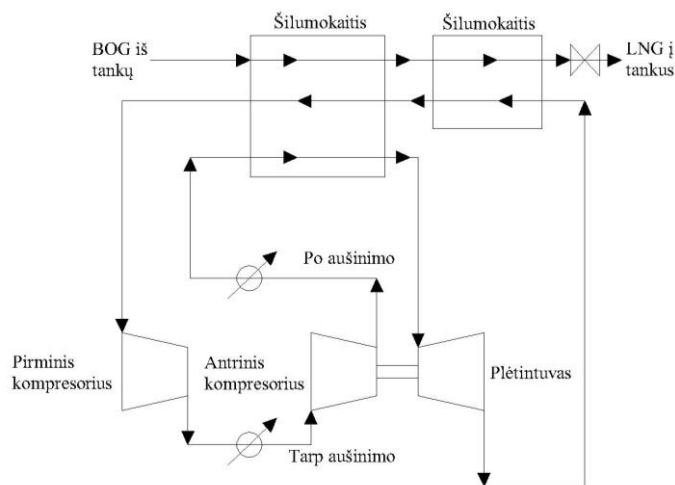 Šilumokaitis
Šilumokaitis
BOG iš
tankų
LNG į
tankus
Po aušinimo
Pirminis
kompresorius
Antrinis
kompresorius
Plėtintuvas
Tarp aušinimo